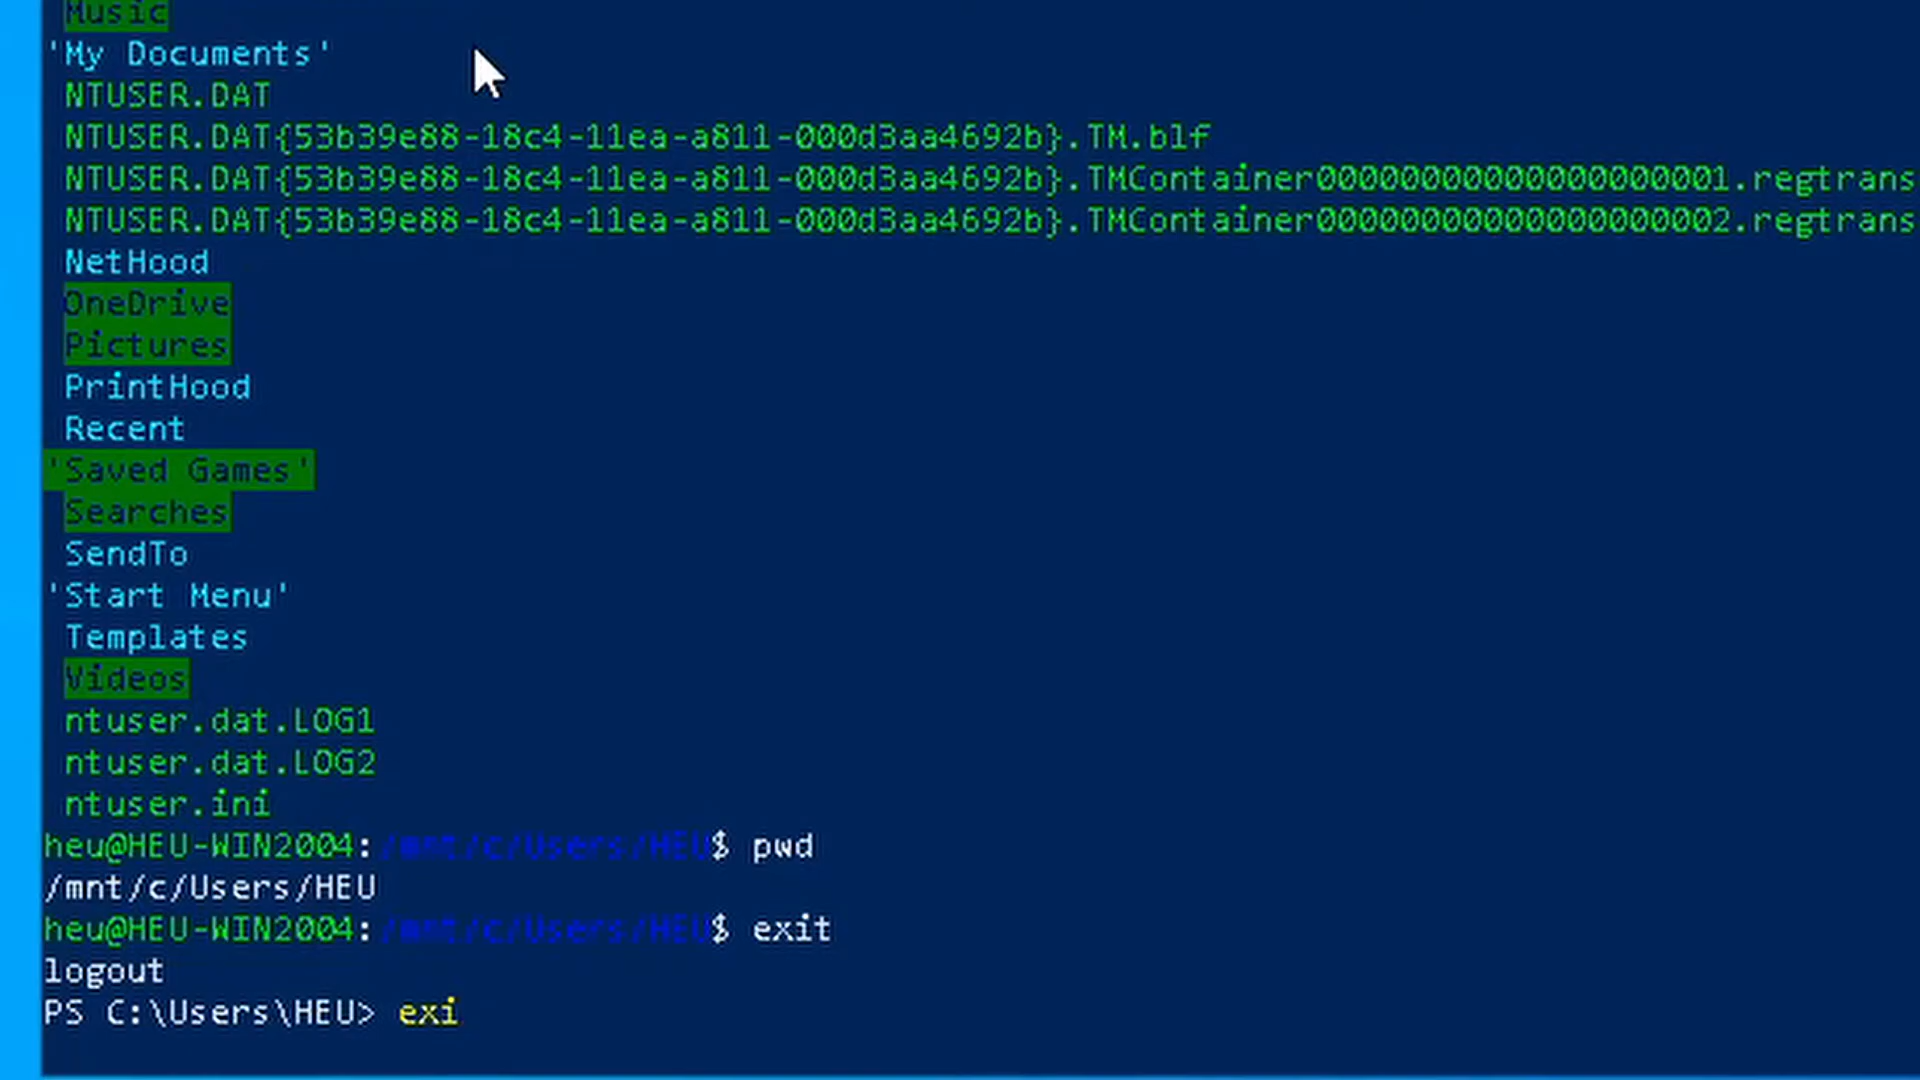 Music
'My Documents'
NTUSER.DAT
NTUSER.DAT{53b39e88-18c4-11ea-a811-000d3aa4692b}.TM.blf
NTUSER.DAT{53b39e88-18c4-11ea-a811-000d3aa4692b}.TMContainer00000000000000000001.regtrans
NTUSER.DAT{53b39e88-18c4-11ea-a811-000d3aa4692b}.TMContainer00000000000000000002.regtrans
NetHood
OneDrive
Pictures
PrintHood
Recent
'Saved Games'
Searches
SendTo
'Start Menu'
Templates
Videos
ntuser.dat.LOG1
ntuser.dat.LOG2
ntuser.ini
heu@HEU-WIN2004:/mnt/c/Users/HEU$ pwd
/mnt/c/Users/HEU
heu@HEU-WIN2004:/mnt/c/Users/HEU$ exit
logout
PS C:\Users\HEU> exi